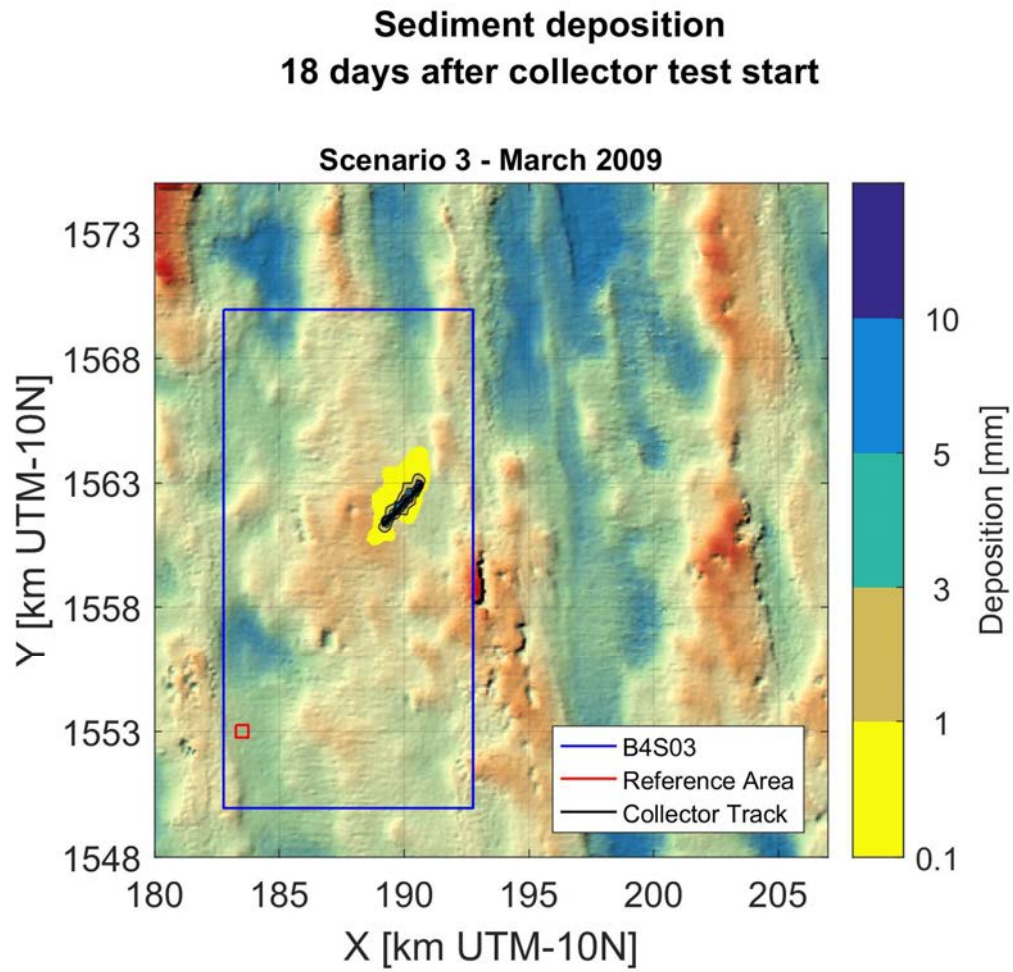 Sediment deposition
18 days after collector test start
Scenario 3 - March 2009
1573
1568
1563
1558
1553
1548
Y [km UTM-10N]
180
185
190
195
200
205
X [km UTM-10N]
B4S03
Reference Area
Collector Track
10
5
3
1
0.1
Deposition [mm]